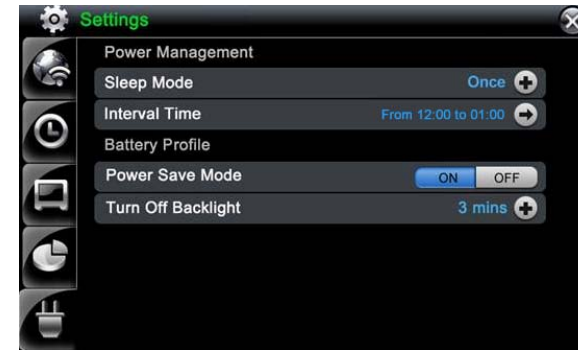 Settings
Power Management
Sleep Mode Once
Interval Time From 12:00 to 01:00
Battery Profile
Power Save Mode ON OFF
Turn Off Backlight 3 mins